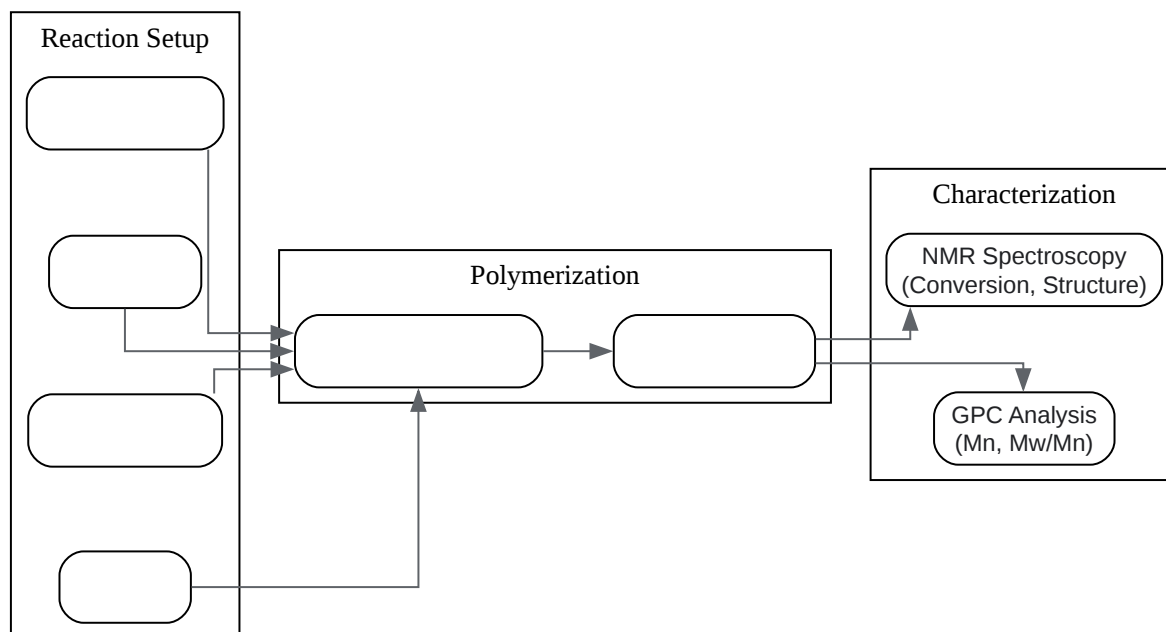 Reaction Setup
Polymerization
Characterization
NMR Spectroscopy
(Conversion, Structure)
GPC Analysis
(Mn, Mw/Mn)